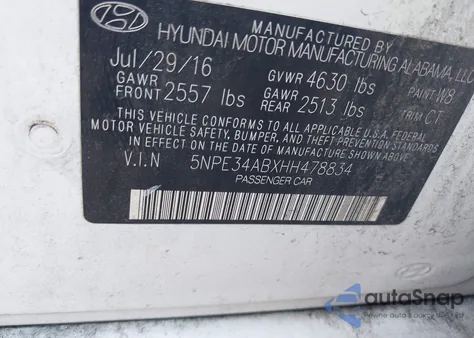 MANUFACTURED BY
HYUNDAI MOTOR MANUFACTURING ALABAMA, LLC
Jul/29/16 GVWR 4630 lbs PAINT W8
GAWR FRONT 2557 lbs GAWR REAR 2513 lbs TRIM CT
THIS VEHICLE CONFORMS TO ALL APPLICABLE U.S.A. FEDERAL
MOTOR VEHICLE SAFETY, BUMPER, AND THEFT PREVENTION STANDARDS
IN EFFECT ON THE DATE OF MANUFACTURE SHOWN ABOVE
V.I.N 5NPE34ABXHH478834
PASSENGER CAR
autoSnap